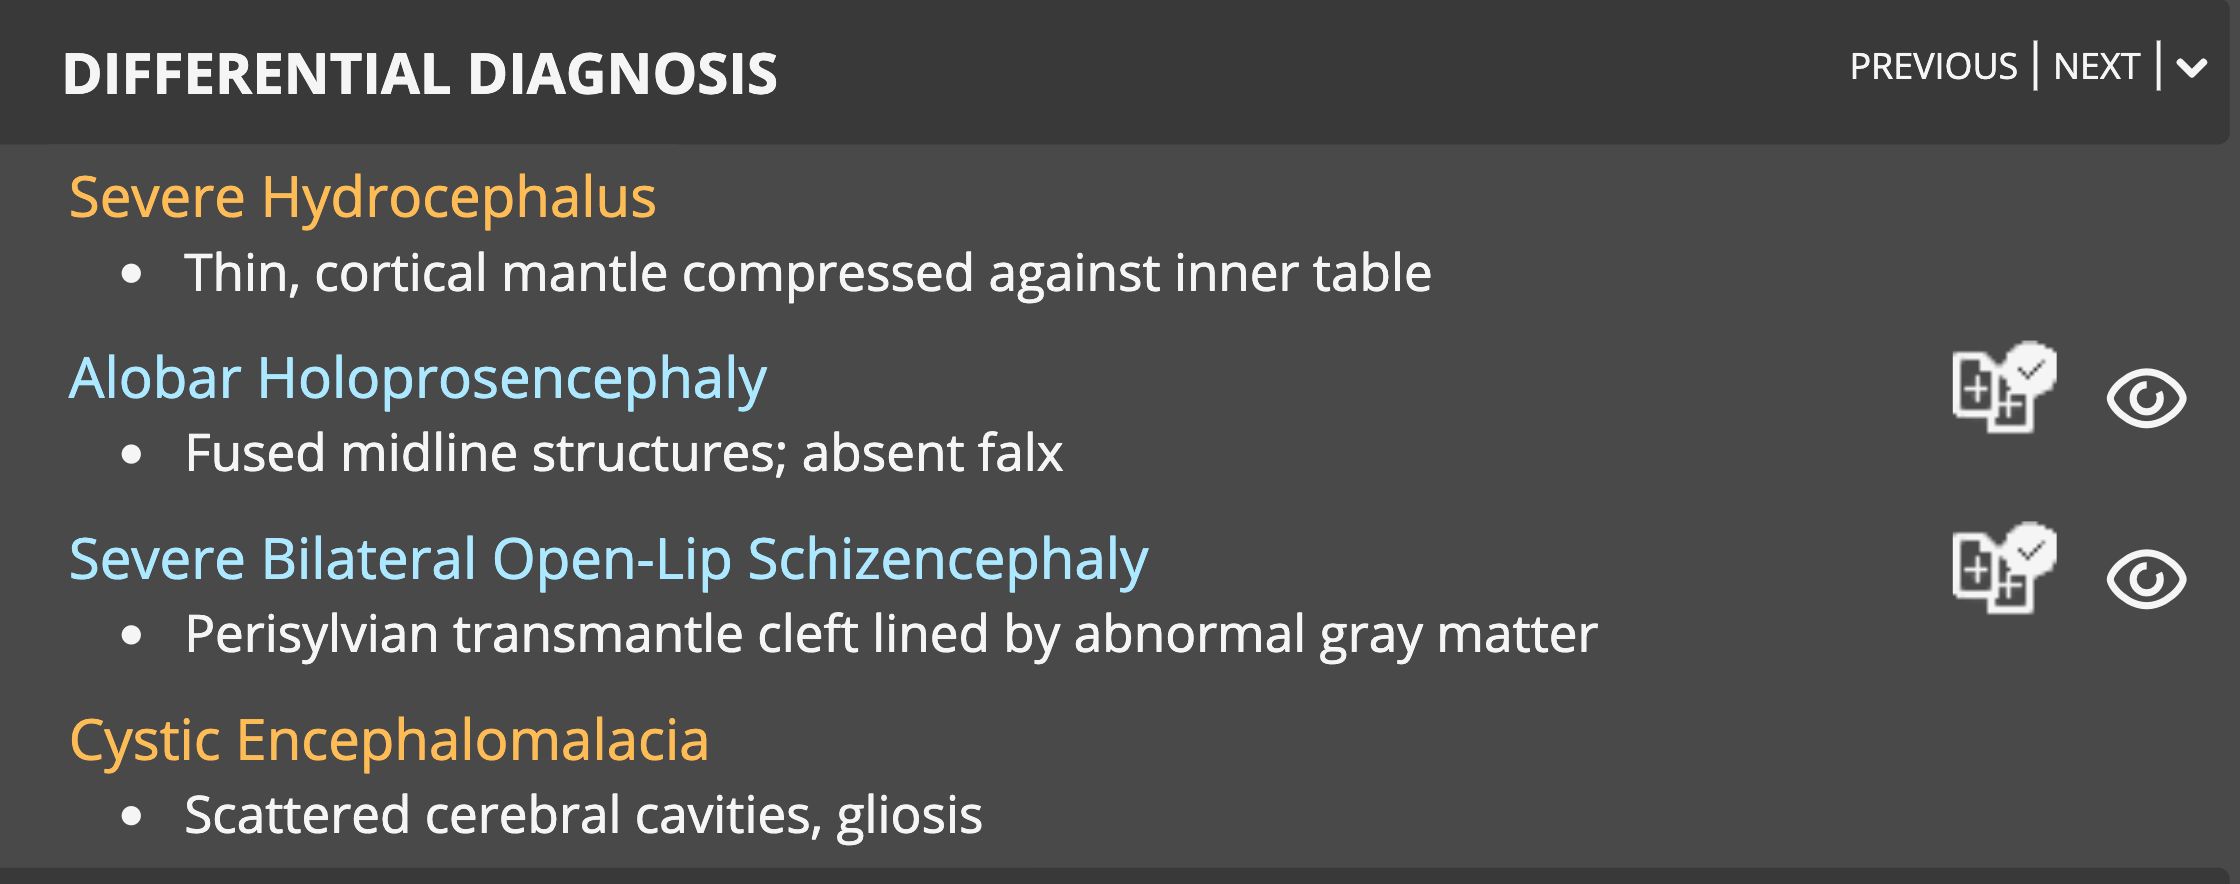 DIFFERENTIAL DIAGNOSIS
PREVIOUS | NEXT |
Severe Hydrocephalus
• Thin, cortical mantle compressed against inner table
Alobar Holoprosencephaly
• Fused midline structures; absent falx
Severe Bilateral Open-Lip Schizencephaly
• Perisylvian transmantle cleft lined by abnormal gray matter
Cystic Encephalomalacia
• Scattered cerebral cavities, gliosis